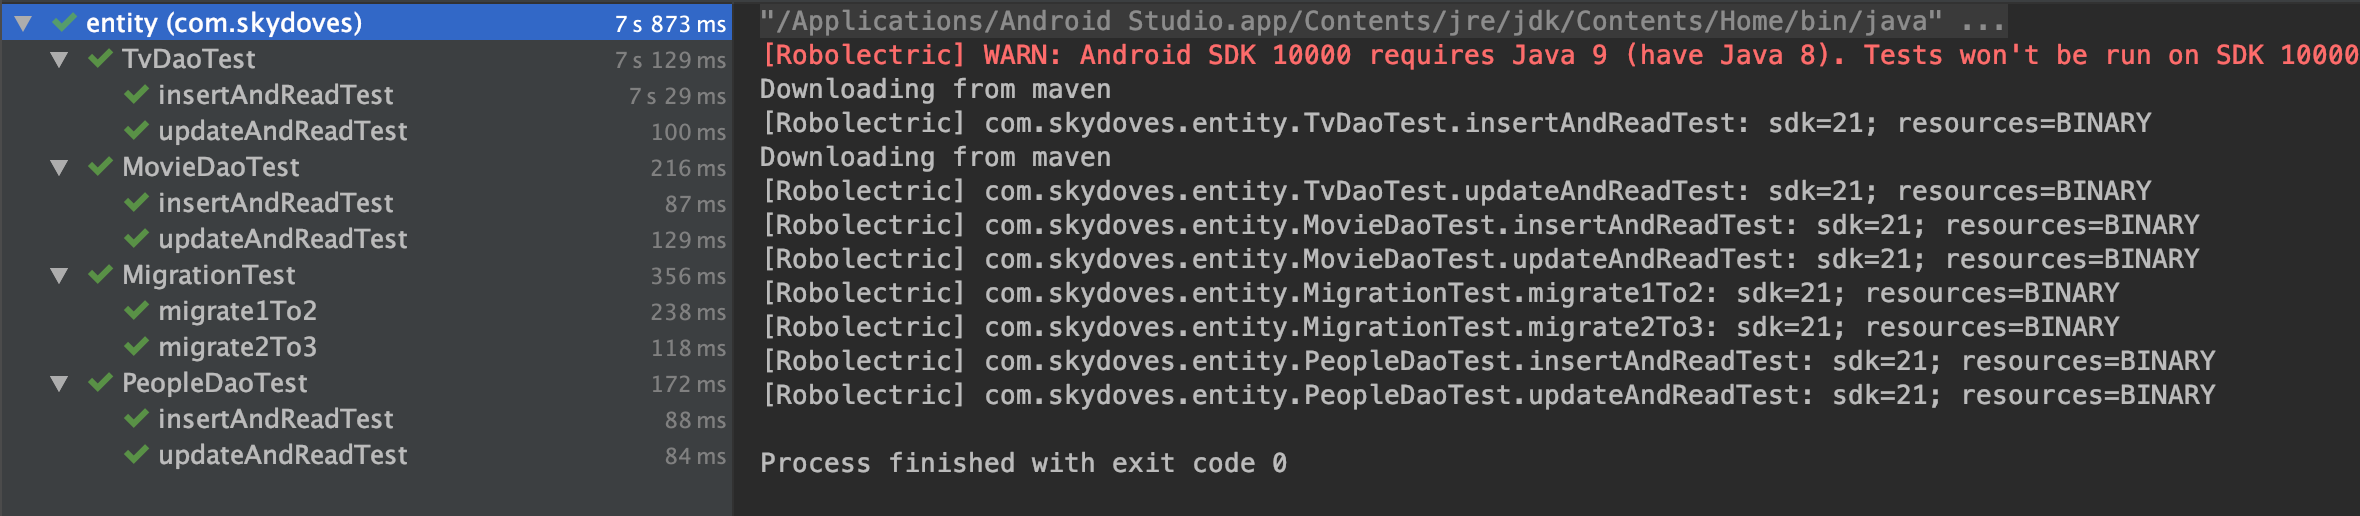 entity (com.skydoves) 7 s 873 ms
TvDaoTest 7 s 129 ms
insertAndReadTest 7 s 29 ms
updateAndReadTest 100 ms
MovieDaoTest 216 ms
insertAndReadTest 87 ms
updateAndReadTest 129 ms
MigrationTest 356 ms
migrate1To2 238 ms
migrate2To3 118 ms
PeopleDaoTest 172 ms
insertAndReadTest 88 ms
updateAndReadTest 84 ms
"/Applications/Android Studio.app/Contents/jre/jdk/Contents/Home/bin/java" ...
[Robolectric] WARN: Android SDK 10000 requires Java 9 (have Java 8). Tests won't be run on SDK 10000
Downloading from maven
[Robolectric] com.skydoves.entity.TvDaoTest.insertAndReadTest: sdk=21; resources=BINARY
Downloading from maven
[Robolectric] com.skydoves.entity.TvDaoTest.updateAndReadTest: sdk=21; resources=BINARY
[Robolectric] com.skydoves.entity.MovieDaoTest.insertAndReadTest: sdk=21; resources=BINARY
[Robolectric] com.skydoves.entity.MovieDaoTest.updateAndReadTest: sdk=21; resources=BINARY
[Robolectric] com.skydoves.entity.MigrationTest.migrate1To2: sdk=21; resources=BINARY
[Robolectric] com.skydoves.entity.MigrationTest.migrate2To3: sdk=21; resources=BINARY
[Robolectric] com.skydoves.entity.PeopleDaoTest.insertAndReadTest: sdk=21; resources=BINARY
[Robolectric] com.skydoves.entity.PeopleDaoTest.updateAndReadTest: sdk=21; resources=BINARY
Process finished with exit code 0